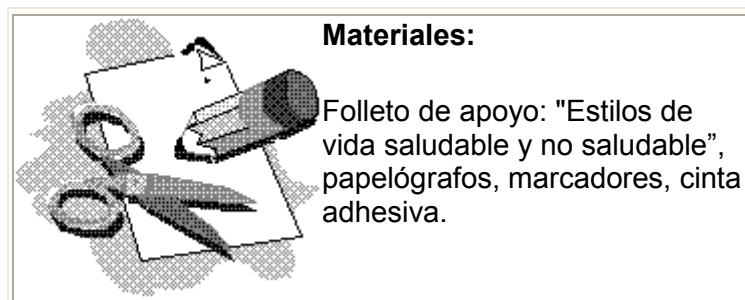 Materiales:
Folleto de apoyo: "Estilos de
vida saludable y no saludable”,
papelógrafos, marcadores, cinta
adhesiva.